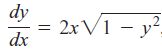 dy/dx = 2x√(1 − y²)